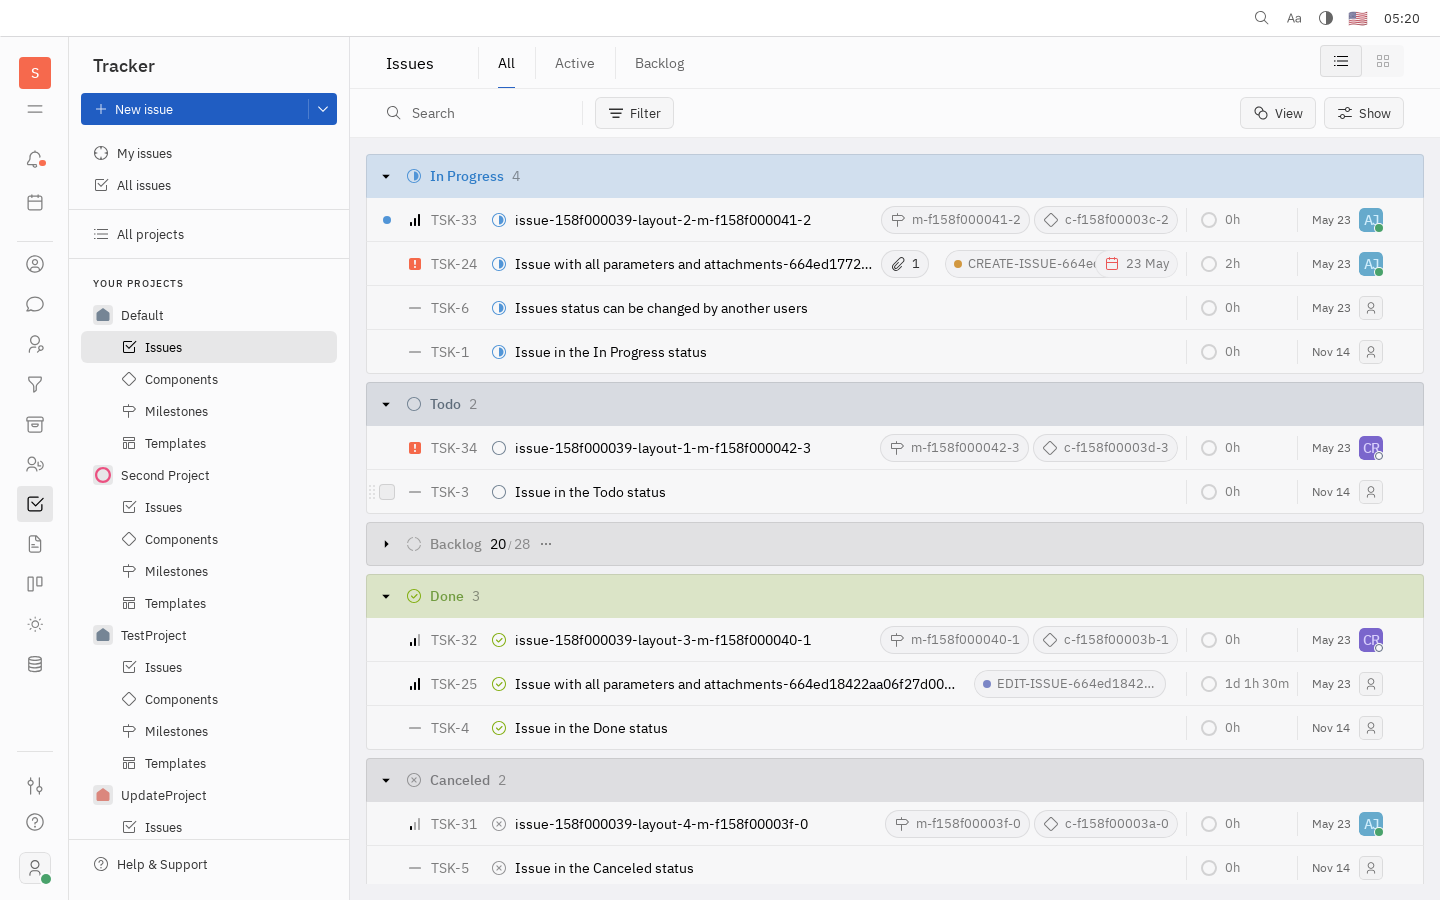 Aa
05:20
S
Tracker
New issue
My issues
All issues
All projects
YOUR PROJECTS
Default
Issues
Components
Milestones
Templates
Second Project
Issues
Components
Milestones
Templates
TestProject
Issues
Components
Milestones
Templates
UpdateProject
Issues
Help & Support
Issues
All
Active
Backlog
Search
Filter
View
Show
In Progress 4
TSK-33 issue-158f000039-layout-2-m-f158f000041-2 m-f158f000041-2 c-f158f00003c-2 0h May 23 AJ
TSK-24 Issue with all parameters and attachments-664ed1772... 1 CREATE-ISSUE-664e 23 May 2h May 23 AJ
TSK-6 Issues status can be changed by another users 0h May 23
TSK-1 Issue in the In Progress status 0h Nov 14
Todo 2
TSK-34 issue-158f000039-layout-1-m-f158f000042-3 m-f158f000042-3 c-f158f00003d-3 0h May 23 CR
TSK-3 Issue in the Todo status 0h Nov 14
Backlog 20/28 ...
Done 3
TSK-32 issue-158f000039-layout-3-m-f158f000040-1 m-f158f000040-1 c-f158f00003b-1 0h May 23 CR
TSK-25 Issue with all parameters and attachments-664ed18422aa06f27d00... EDIT-ISSUE-664ed1842... 1d 1h 30m May 23
TSK-4 Issue in the Done status 0h Nov 14
Canceled 2
TSK-31 issue-158f000039-layout-4-m-f158f00003f-0 m-f158f00003f-0 c-f158f00003a-0 0h May 23 AJ
TSK-5 Issue in the Canceled status 0h Nov 14